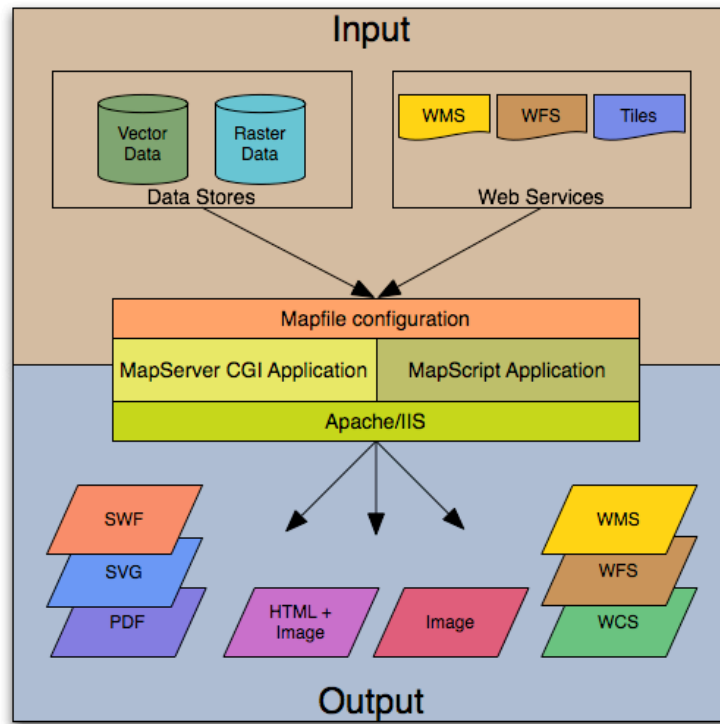 Input
Vector
Data
Raster
Data
Data Stores
WMS
WFS
Tiles
Web Services
Mapfile configuration
MapServer CGI Application
MapScript Application
Apache/IIS
SWF
SVG
PDF
HTML +
Image
Image
WMS
WFS
WCS
Output